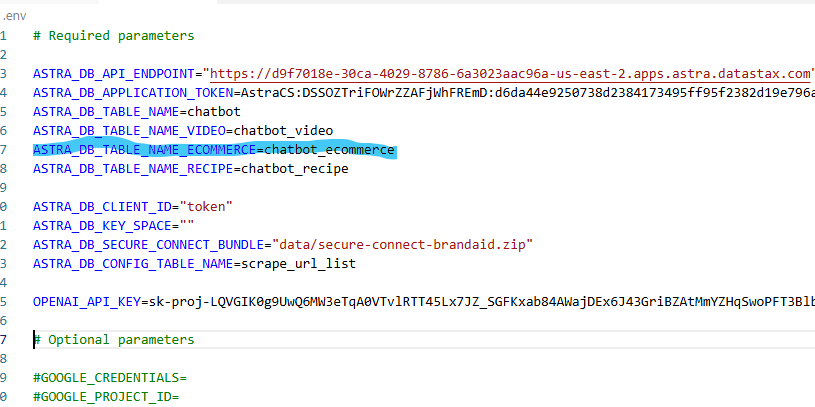 .env
1 # Required parameters
2
3 ASTRA_DB_API_ENDPOINT="https://d9f7018e-30ca-4029-8786-6a3023aac96a-us-east-2.apps.astra.datastax.com"
4 ASTRA_DB_APPLICATION_TOKEN=AstraCS:DSSOZTriFOWrZZAFjWhFREmD:d6da44e9250738d2384173495ff95f2382d19e796a
5 ASTRA_DB_TABLE_NAME=chatbot
6 ASTRA_DB_TABLE_NAME_VIDEO=chatbot_video
7 ASTRA_DB_TABLE_NAME_ECOMMERCE=chatbot_ecommerce
8 ASTRA_DB_TABLE_NAME_RECIPE=chatbot_recipe
9
0 ASTRA_DB_CLIENT_ID="token"
1 ASTRA_DB_KEY_SPACE=""
2 ASTRA_DB_SECURE_CONNECT_BUNDLE="data/secure-connect-brandaid.zip"
3 ASTRA_DB_CONFIG_TABLE_NAME=scrape_url_list
4
5 OPENAI_API_KEY=sk-proj-LQVGIK0g9UwQ6MW3eTqA0VTvlRTT45Lx7JZ_SGFKxab84AWajDEx6J43GriBZAtMmYZHqSwoPFT3Blb
6
7 # Optional parameters
8
9 #GOOGLE_CREDENTIALS=
0 #GOOGLE_PROJECT_ID=